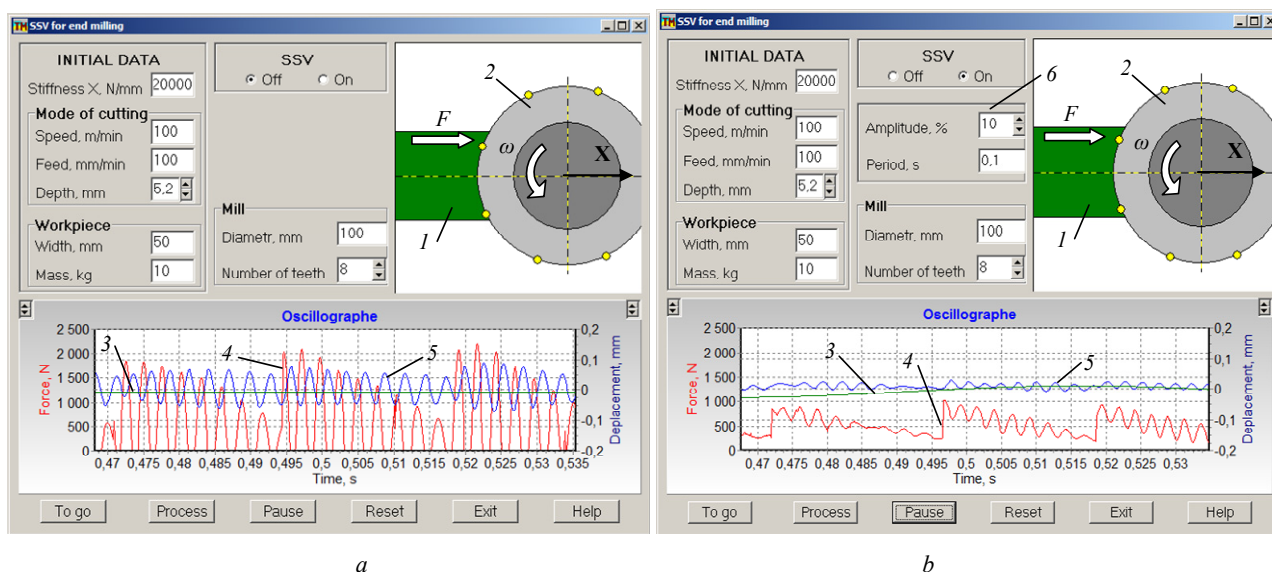 SSV for end milling
INITIAL DATA
Stiffness X, N/mm 20000
Mode of cutting
Speed, m/min 100
Feed, mm/min 100
Depth, mm 5,2
Workpiece
Width, mm 50
Mass, kg 10
SSV
Off On
Mill
Diametr, mm 100
Number of teeth 8
2
F
ω
X
1
Oscillographe
Force, N
2 500
2 000
1 500
1 000
500
0
3
4
5
0,2
0,1
0
-0,1
-0,2
Deplacement, mm
0,47 0,475 0,48 0,485 0,49 0,495 0,5 0,505 0,51 0,515 0,52 0,525 0,53 0,535
Time, s
To go Process Pause Reset Exit Help
a
SSV for end milling
INITIAL DATA
Stiffness X, N/mm 20000
Mode of cutting
Speed, m/min 100
Feed, mm/min 100
Depth, mm 5,2
Workpiece
Width, mm 50
Mass, kg 10
SSV
Off On
Amplitude, % 10
Period, s 0,1
Mill
Diametr, mm 100
Number of teeth 8
6
2
F
ω
X
1
Oscillographe
Force, N
2 500
2 000
1 500
1 000
500
0
3
4
5
0,2
0,1
0
-0,1
-0,2
Deplacement, mm
0,47 0,475 0,48 0,485 0,49 0,495 0,5 0,505 0,51 0,515 0,52 0,525 0,53
Time, s
To go Process Pause Reset Exit Help
b